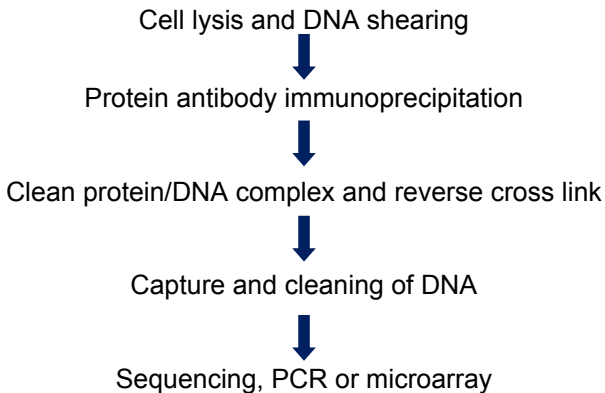 Cell lysis and DNA shearing
Protein antibody immunoprecipitation
Clean protein/DNA complex and reverse cross link
Capture and cleaning of DNA
Sequencing, PCR or microarray